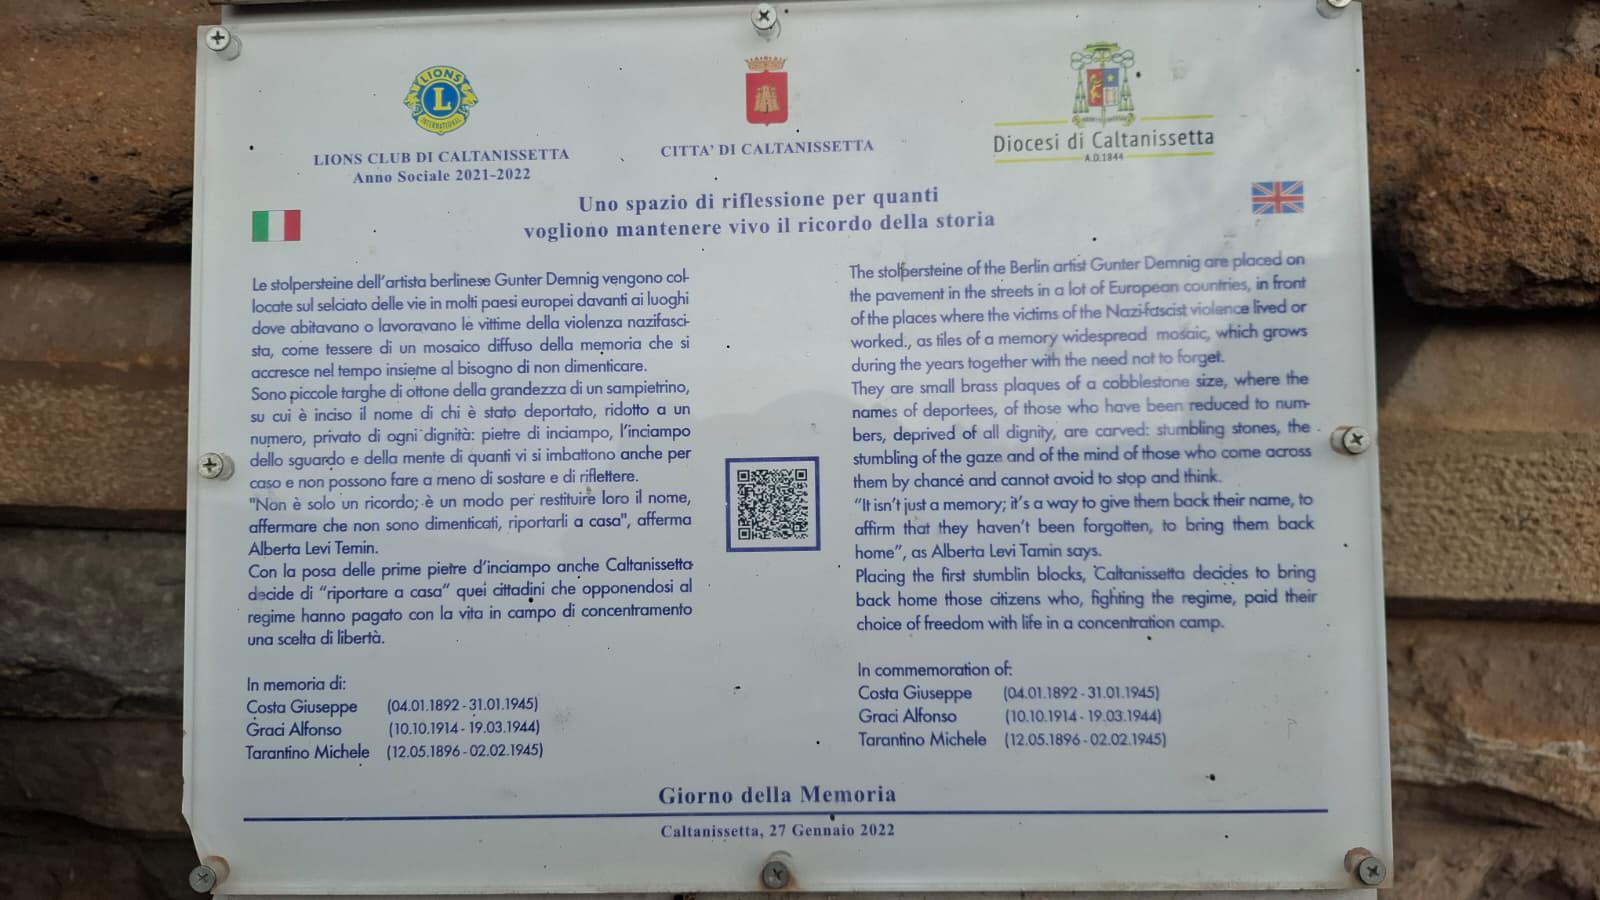 LIONS
L
INTERNATIONAL
LIONS CLUB DI CALTANISSETTA
Anno Sociale 2021-2022
CITTA' DI CALTANISSETTA
Diocesi di Caltanissetta
A.D.1844
Uno spazio di riflessione per quanti
vogliono mantenere vivo il ricordo della storia
Le stolpersteine dell'artista berlinese Gunter Demnig vengono col-
locate sul selciato delle vie in molti paesi europei davanti ai luoghi
dove abitavano o lavoravano le vittime della violenza nazifasci-
sta, come tessere di un mosaico diffuso della memoria che si
accresce nel tempo insieme al bisogno di non dimenticare.
Sono piccole targhe di ottone della grandezza di un sampietrino,
su cui è inciso il nome di chi è stato deportato, ridotto a un
numero, privato di ogni dignità: pietre di inciampo, l'inciampo
dello sguardo e della mente di quanti vi si imbattono anche per
caso e non possono fare a meno di sostare e di riflettere.
"Non è solo un ricordo; è un modo per restituire loro il nome,
affermare che non sono dimenticati, riportarli a casa", afferma
Alberta Levi Temin.
Con la posa delle prime pietre d'inciampo anche Caltanissetta
decide di "riportare a casa" quei cittadini che opponendosi al
regime hanno pagato con la vita in campo di concentramento
una scelta di libertà.
In memoria di:
Costa Giuseppe (04.01.1892 - 31.01.1945)
Graci Alfonso (10.10.1914 - 19.03.1944)
Tarantino Michele (12.05.1896 - 02.02.1945)
The stolpersteine of the Berlin artist Gunter Demnig are placed on
the pavement in the streets in a lot of European countries, in front
of the places where the victims of the Nazi-fascist violence lived or
worked., as tiles of a memory widespread mosaic, which grows
during the years together with the need not to forget.
They are small brass plaques of a cobblestone size, where the
names of deportees, of those who have been reduced to num-
bers, deprived of all dignity, are carved: stumbling stones, the
stumbling of the gaze and of the mind of those who come across
them by chance and cannot avoid to stop and think.
"It isn't just a memory; it's a way to give them back their name, to
affirm that they haven't been forgotten, to bring them back
home", as Alberta Levi Tamin says.
Placing the first stumblin blocks, Caltanissetta decides to bring
back home those citizens who, fighting the regime, paid their
choice of freedom with life in a concentration camp.
In commemoration of:
Costa Giuseppe (04.01.1892 - 31.01.1945)
Graci Alfonso (10.10.1914 - 19.03.1944)
Tarantino Michele (12.05.1896 - 02.02.1945)
Giorno della Memoria
Caltanissetta, 27 Gennaio 2022